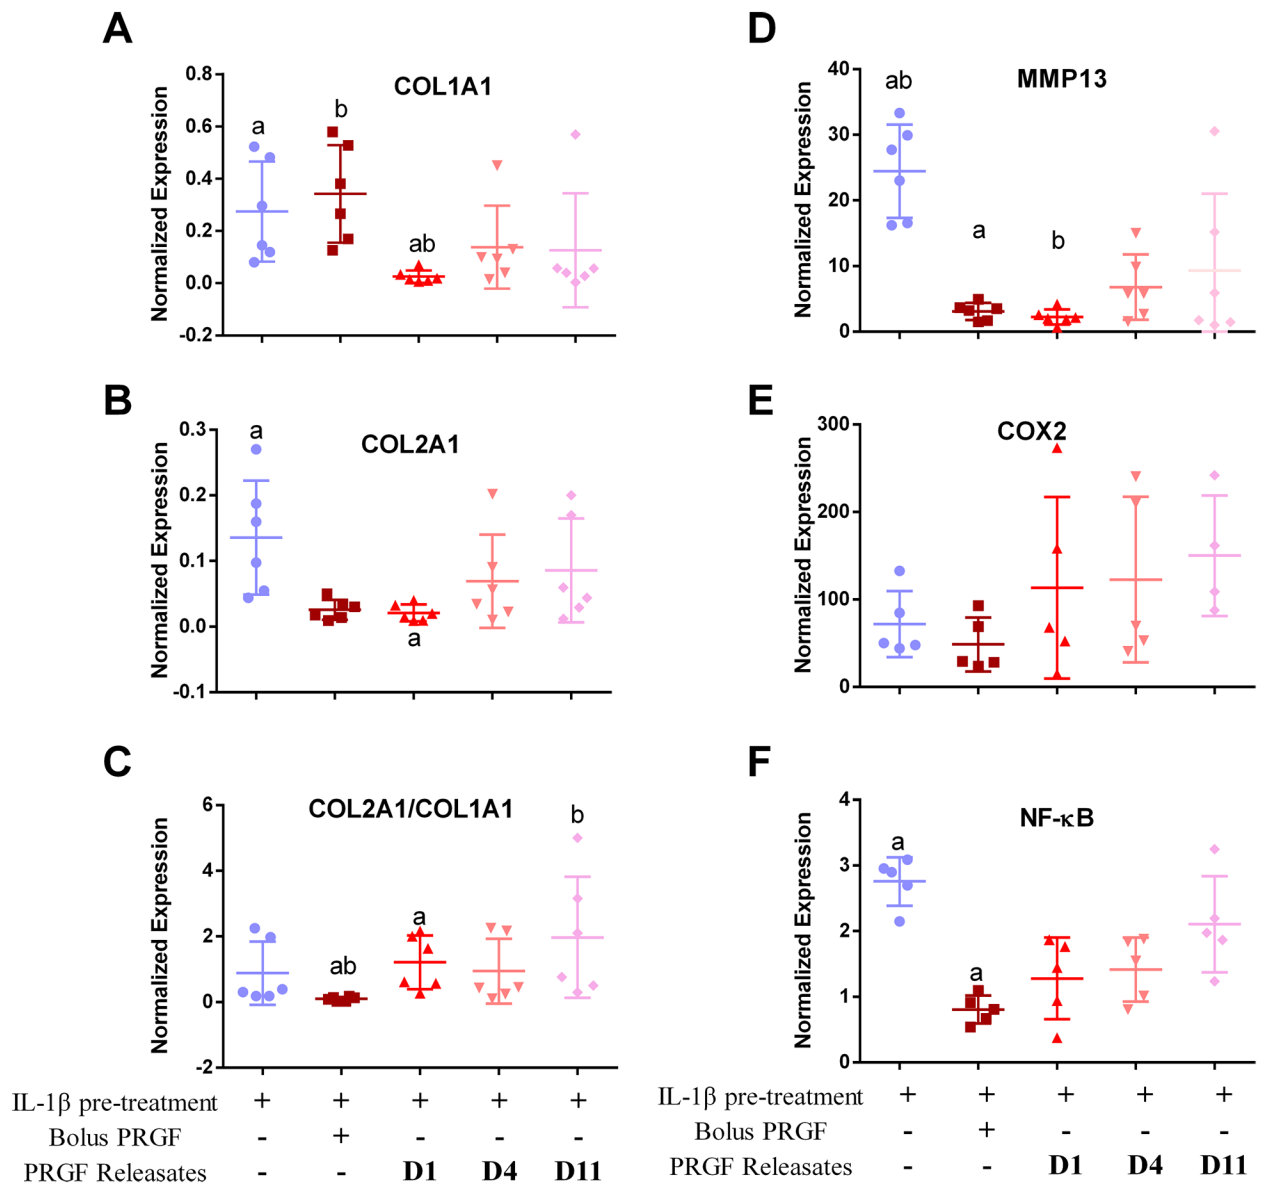 A
COL1A1
Normalized Expression
0.8
0.6
0.4
0.2
0.0
-0.2
a
b
ab
B
COL2A1
Normalized Expression
0.3
0.2
0.1
0.0
-0.1
a
a
C
COL2A1/COL1A1
Normalized Expression
6
4
2
0
-2
ab
a
b
IL-1β pre-treatment + + + + +
Bolus PRGF - + - - -
PRGF Releasates - - D1 D4 D11
D
MMP13
Normalized Expression
40
30
20
10
0
ab
a
b
E
COX2
Normalized Expression
300
200
100
0
F
NF-κB
Normalized Expression
4
3
2
1
0
a
a
IL-1β pre-treatment + + + + +
Bolus PRGF - + - - -
PRGF Releasates - - D1 D4 D11